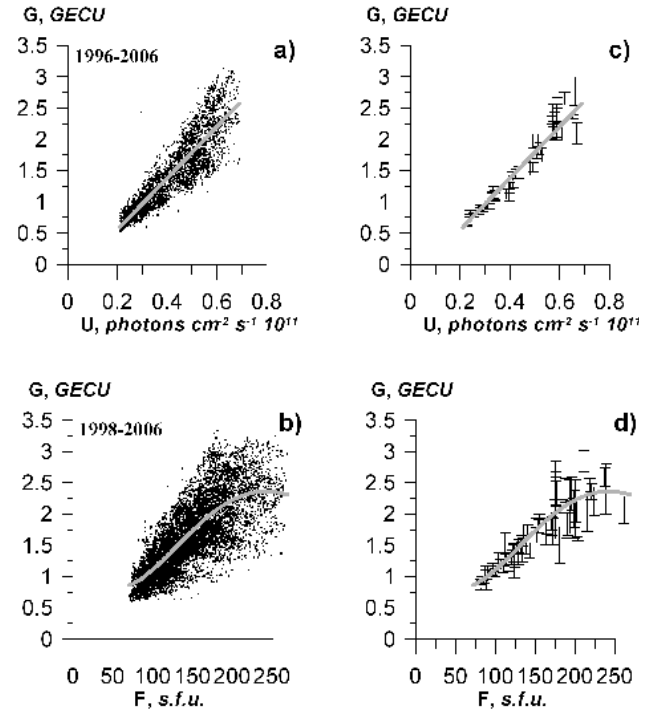 G, GECU
a)
1996-2006
3.5
3
2.5
2
1.5
1
0.5
0
0 0.2 0.4 0.6 0.8
U, photons cm⁻² s⁻¹ 10¹¹
G, GECU
c)
3.5
3
2.5
2
1.5
1
0.5
0
0 0.2 0.4 0.6 0.8
U, photons cm⁻² s⁻¹ 10¹¹
G, GECU
b)
1998-2006
3.5
3
2.5
2
1.5
1
0.5
0
0 50 100 150 200 250
F, s.f.u.
G, GECU
d)
3.5
3
2.5
2
1.5
1
0.5
0
0 50 100 150 200 250
F, s.f.u.